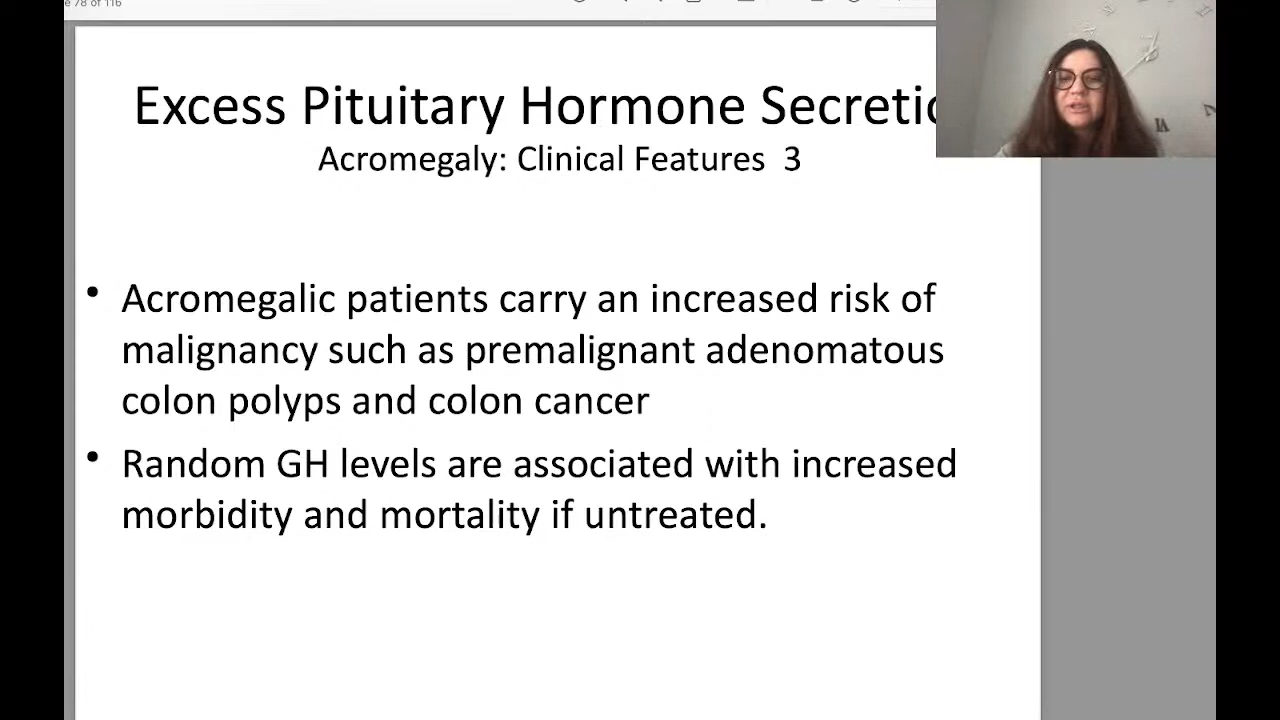 78 of 116
Excess Pituitary Hormone Secretic
Acromegaly: Clinical Features 3
• Acromegalic patients carry an increased risk of
malignancy such as premalignant adenomatous
colon polyps and colon cancer
• Random GH levels are associated with increased
morbidity and mortality if untreated.